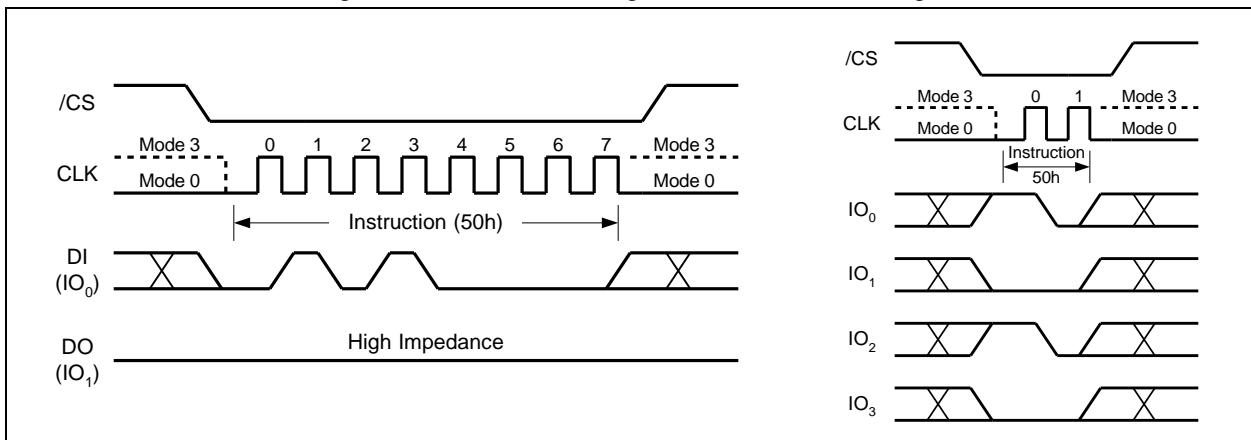 /CS
Mode 3 0 1 2 3 4 5 6 7 Mode 3
CLK
Mode 0 Mode 0
Instruction (50h)
DI
(IO0)
High Impedance
DO
(IO1)
/CS
Mode 3 0 1 Mode 3
CLK
Mode 0 Mode 0
Instruction
50h
IO0
IO1
IO2
IO3